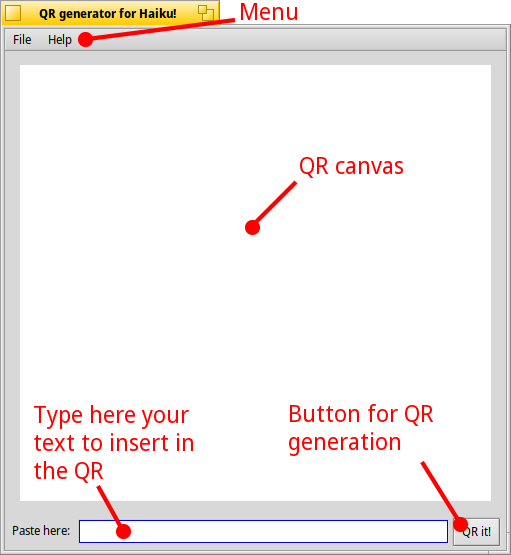 QR generator for Haiku!
Menu
File Help
QR canvas
Type here your
text to insert in
the QR
Button for QR
generation
Paste here:
QR it!